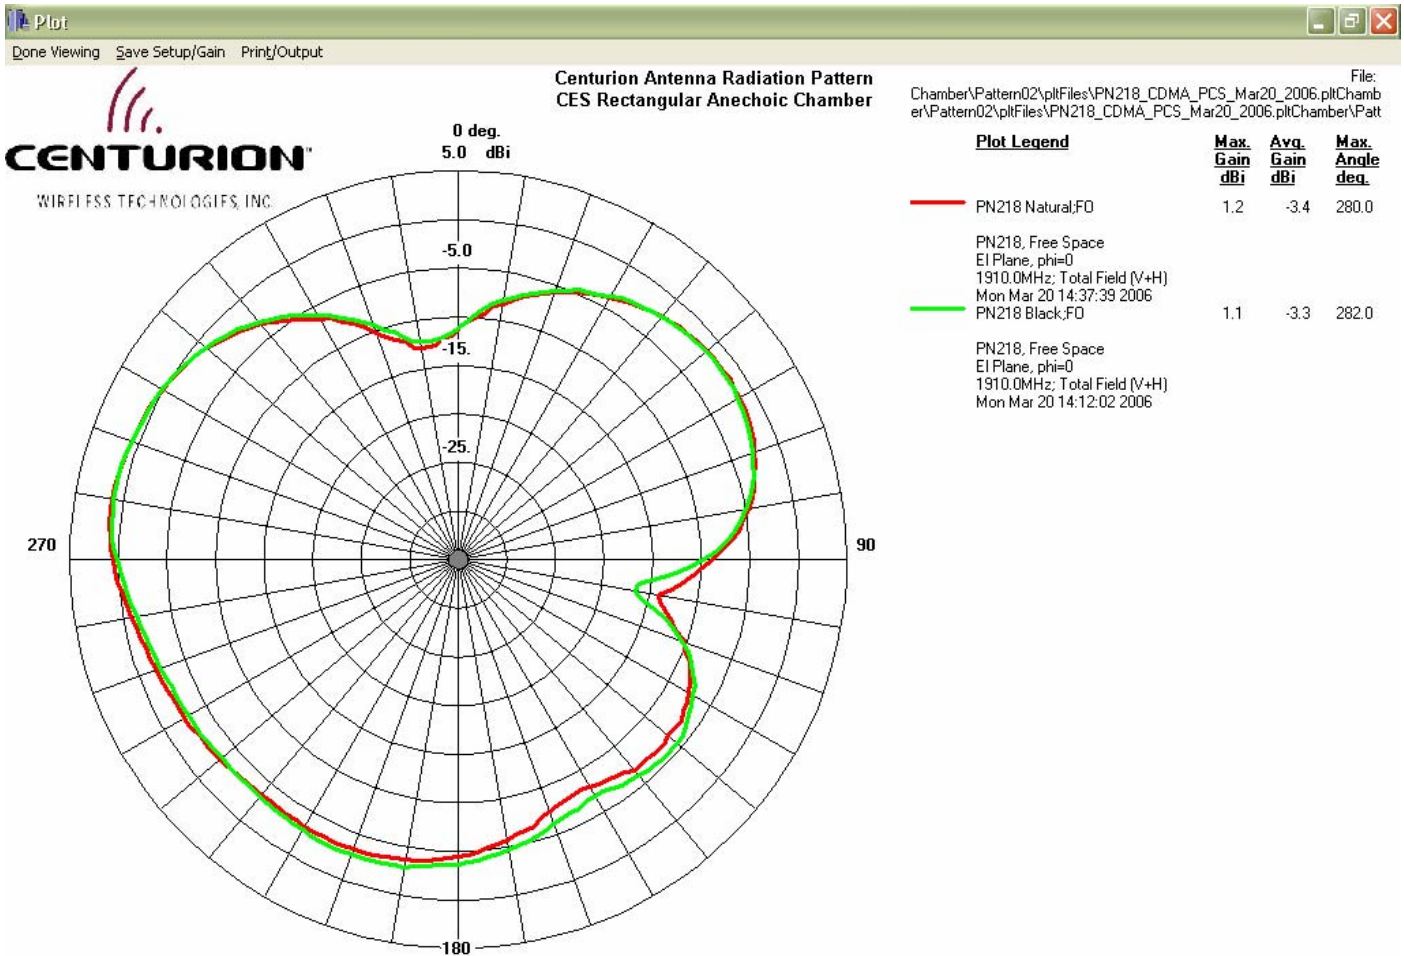 Plot
Done Viewing Save Setup/Gain Print/Output
CENTURION™
WIRELESS TECHNOLOGIES, INC.
Centurion Antenna Radiation Pattern
CES Rectangular Anechoic Chamber
File:
Chamber\Pattern02\pltFiles\PN218_CDMA_PCS_Mar20_2006.pltChamb
er\Pattern02\pltFiles\PN218_CDMA_PCS_Mar20_2006.pltChamber\Patt
Plot Legend Max. Gain dBi Avg. Gain dBi Max. Angle deg.
PN218 Natural;FO 1.2 -3.4 280.0
PN218, Free Space
El Plane, phi=0
1910.0MHz; Total Field (V+H)
Mon Mar 20 14:37:39 2006
PN218 Black;FO 1.1 -3.3 282.0
PN218, Free Space
El Plane, phi=0
1910.0MHz; Total Field (V+H)
Mon Mar 20 14:12:02 2006
0 deg.
5.0 dBi
-5.0
-15.
-25.
270
90
180